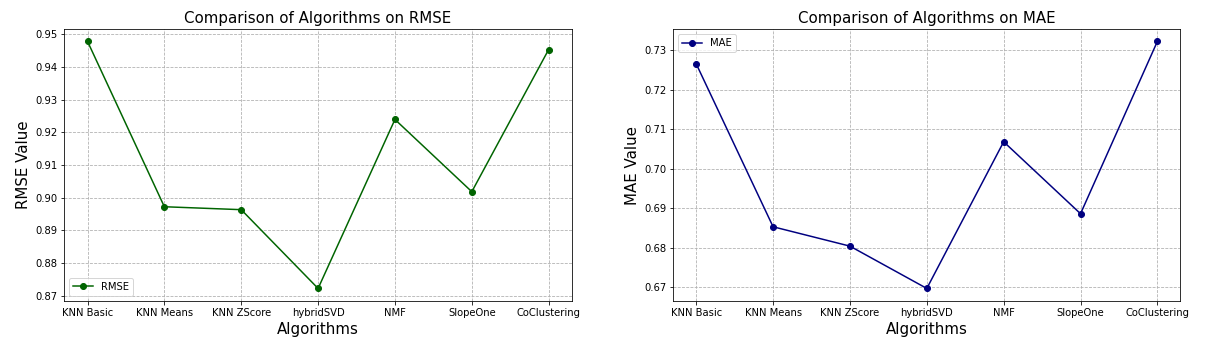 Comparison of Algorithms on RMSE
RMSE Value
0.95
0.94
0.93
0.92
0.91
0.90
0.89
0.88
0.87
RMSE
KNN Basic KNN Means KNN ZScore hybridSVD NMF SlopeOne CoClustering
Algorithms
Comparison of Algorithms on MAE
MAE Value
MAE
0.73
0.72
0.71
0.70
0.69
0.68
0.67
KNN Basic KNN Means KNN ZScore hybridSVD NMF SlopeOne CoClustering
Algorithms